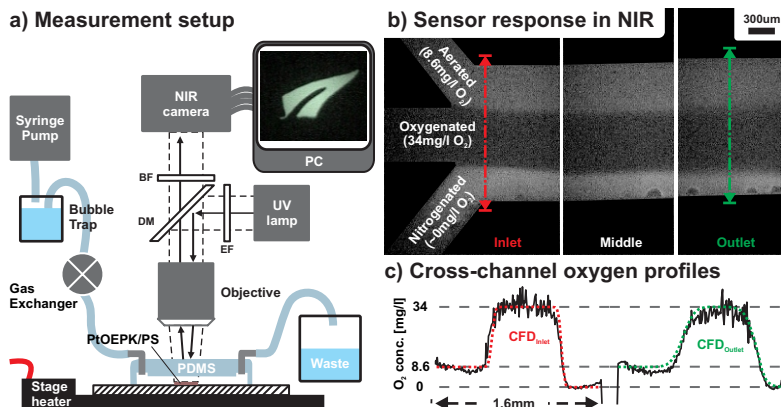 a) Measurement setup
NIR
camera
PC
Syringe
Pump
Bubble
Trap
Gas
Exchanger
BF
DM
EF
UV
lamp
Objective
PtOEPK/PS
PDMS
Waste
Stage
heater
b) Sensor response in NIR
300um
Aerated
(8.6mg/l O₂)
Oxygenated
(34mg/l O₂)
Nitrogenated
(~0mg/l O₂)
Inlet
Middle
Outlet
c) Cross-channel oxygen profiles
O₂ conc. [mg/l]
34
8.6
0
CFD_Inlet
CFD_Outlet
1.6mm